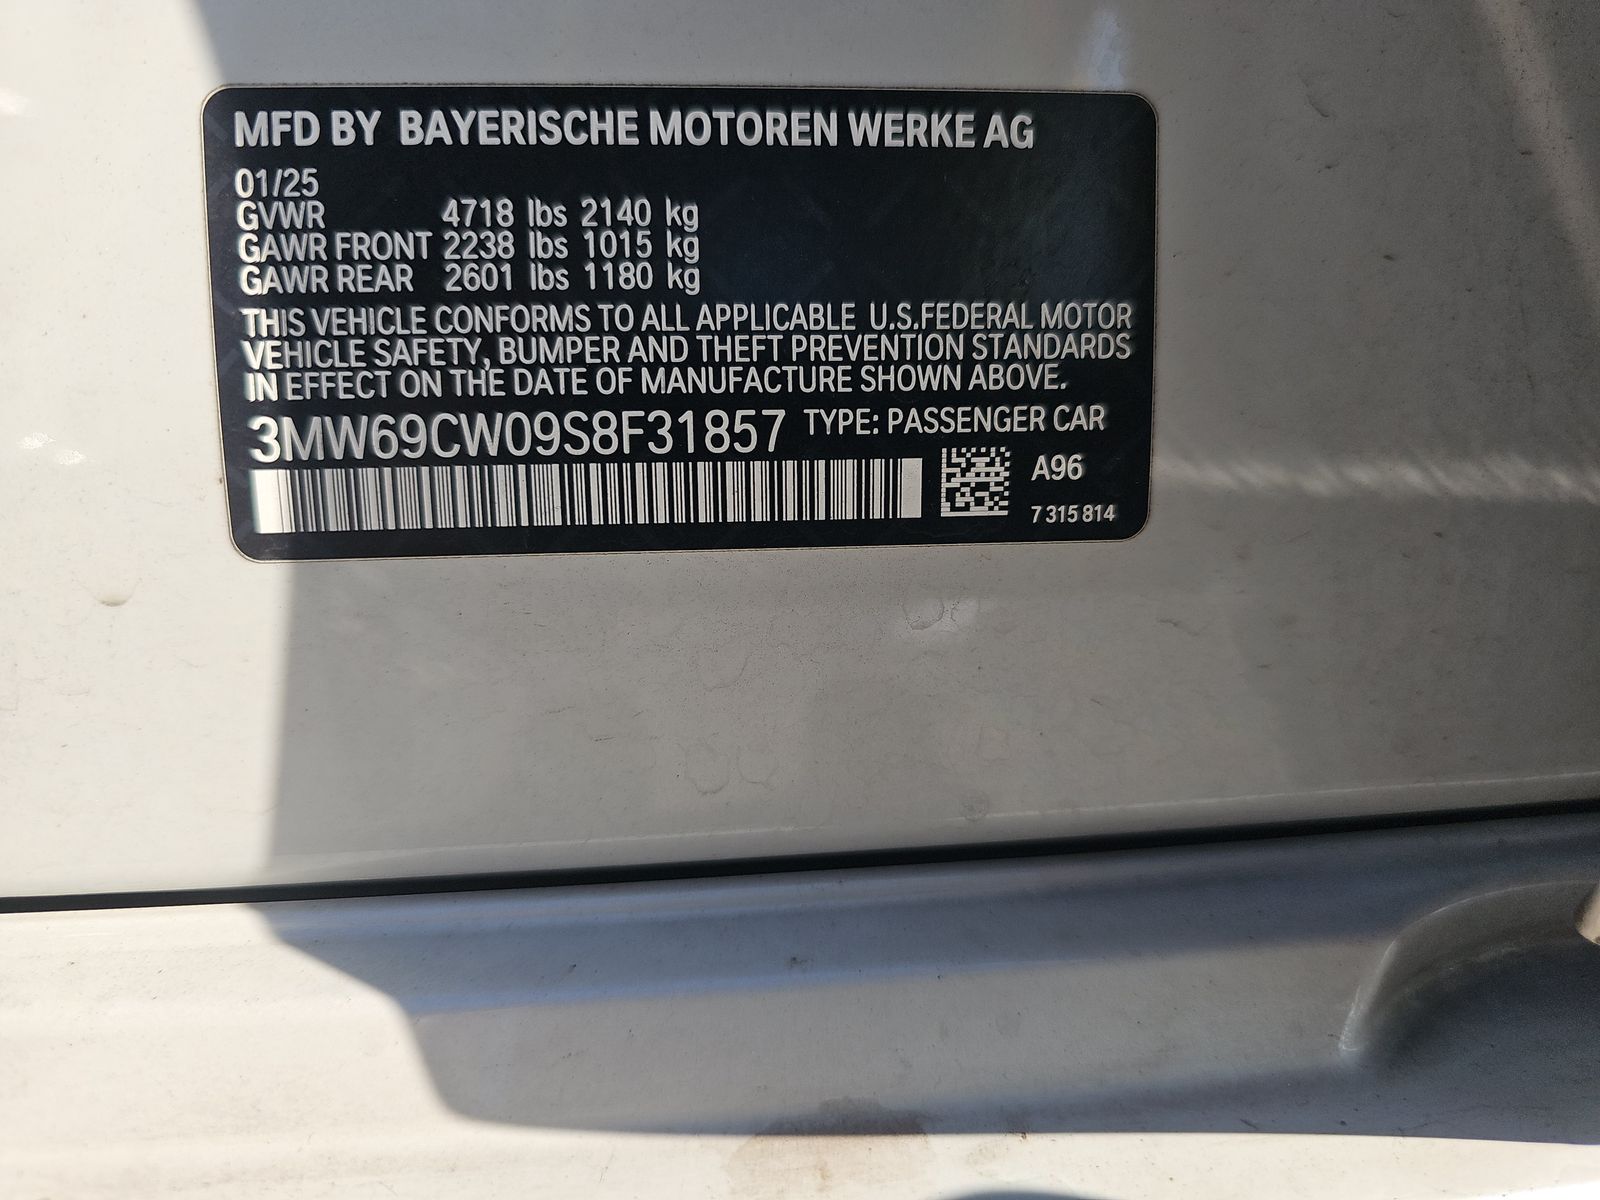 MFD BY BAYERISCHE MOTOREN WERKE AG
01/25
GVWR 4718 lbs 2140 kg
GAWR FRONT 2238 lbs 1015 kg
GAWR REAR 2601 lbs 1180 kg
THIS VEHICLE CONFORMS TO ALL APPLICABLE U.S.FEDERAL MOTOR
VEHICLE SAFETY, BUMPER AND THEFT PREVENTION STANDARDS
IN EFFECT ON THE DATE OF MANUFACTURE SHOWN ABOVE.
3MW69CW09S8F31857 TYPE: PASSENGER CAR
A96
7 315 814